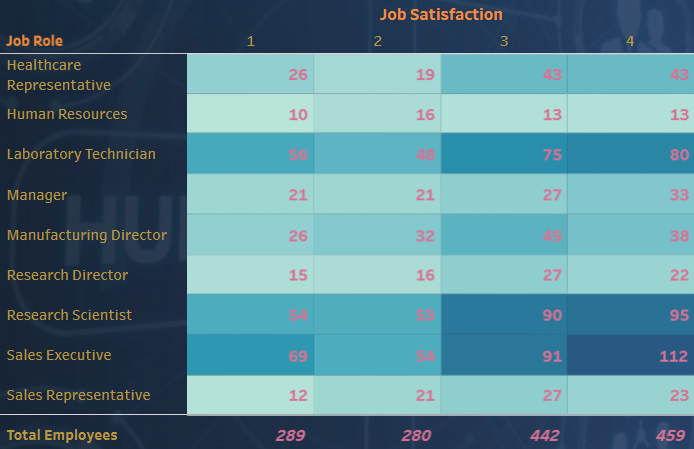 Job Satisfaction
Job Role 1 2 3 4
Healthcare
Representative 26 19 43 43
Human Resources 10 16 13 13
Laboratory Technician 56 48 75 80
Manager 21 21 27 33
Manufacturing Director 26 32 49 38
Research Director 15 16 27 22
Research Scientist 54 53 90 95
Sales Executive 69 54 91 112
Sales Representative 12 21 27 23
Total Employees 289 280 442 459